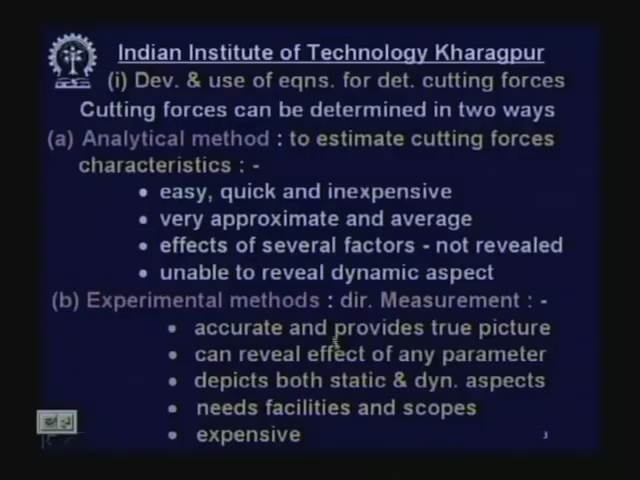 Indian Institute of Technology Kharagpur
(i) Dev. & use of eqns. for det. cutting forces
Cutting forces can be determined in two ways
(a) Analytical method : to estimate cutting forces
characteristics : -
• easy, quick and inexpensive
• very approximate and average
• effects of several factors - not revealed
• unable to reveal dynamic aspect
(b) Experimental methods : dir. Measurement : -
• accurate and provides true picture
• can reveal effect of any parameter
• depicts both static & dyn. aspects
• needs facilities and scopes
• expensive
3